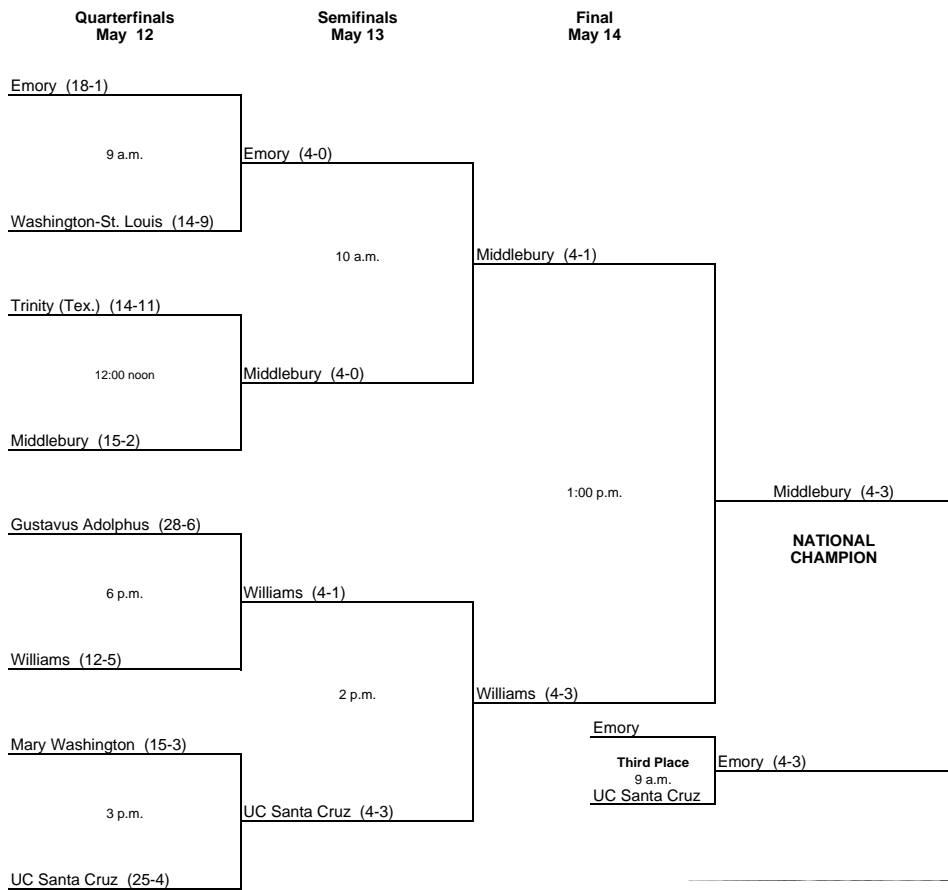 Quarterfinals
May 12
Semifinals
May 13
Final
May 14
Emory (18-1)
9 a.m.
Emory (4-0)
Washington-St. Louis (14-9)
10 a.m.
Middlebury (4-1)
Trinity (Tex.) (14-11)
12:00 noon
Middlebury (4-0)
Middlebury (15-2)
1:00 p.m.
Middlebury (4-3)
NATIONAL
CHAMPION
Gustavus Adolphus (28-6)
6 p.m.
Williams (4-1)
Williams (12-5)
2 p.m.
Williams (4-3)
Mary Washington (15-3)
3 p.m.
UC Santa Cruz (4-3)
UC Santa Cruz (25-4)
Emory
Third Place
9 a.m.
UC Santa Cruz
Emory (4-3)